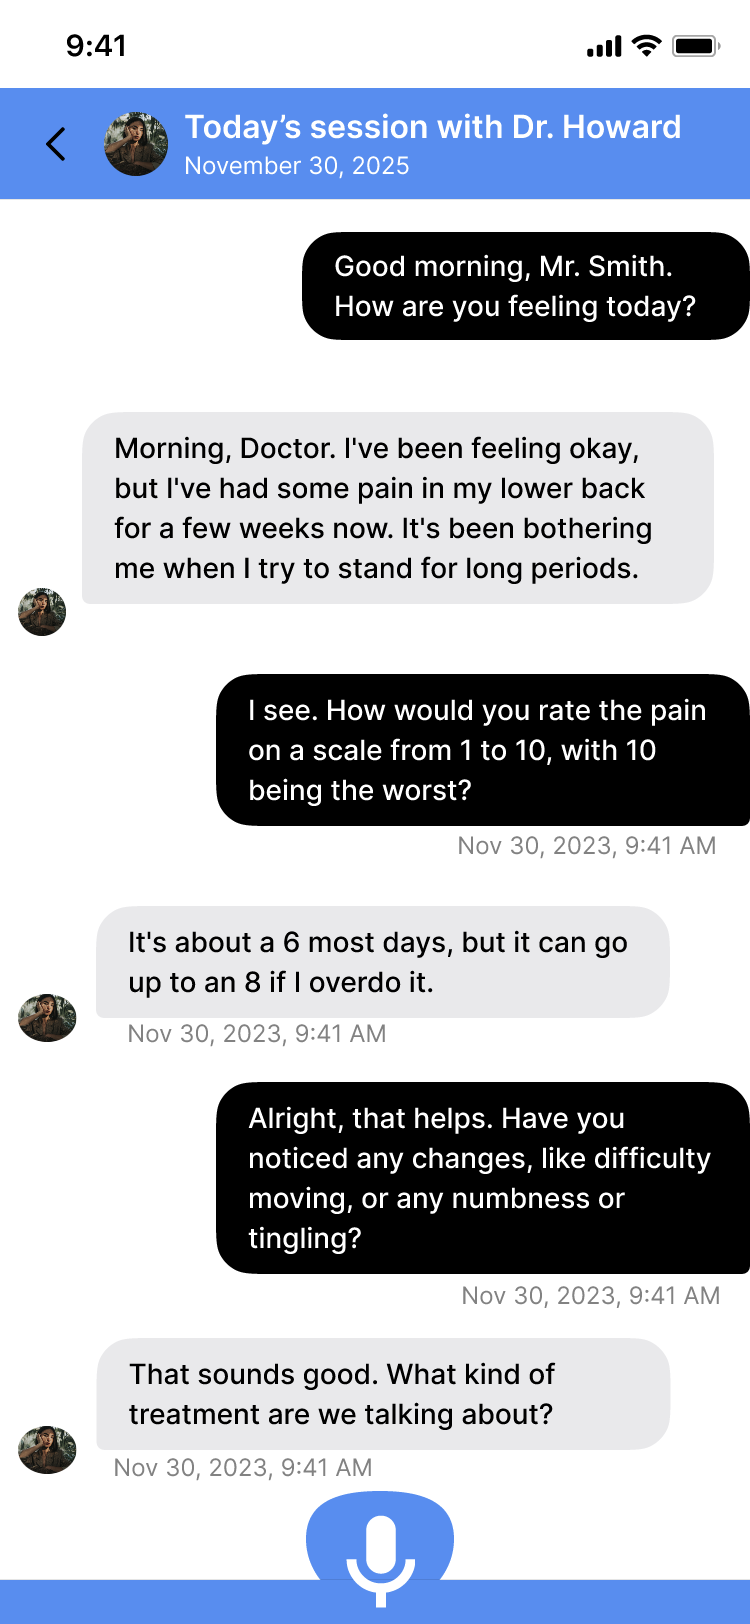 9:41
Today’s session with Dr. Howard
November 30, 2025
Good morning, Mr. Smith.
How are you feeling today?
Morning, Doctor. I've been feeling okay,
but I've had some pain in my lower back
for a few weeks now. It's been bothering
me when I try to stand for long periods.
I see. How would you rate the pain
on a scale from 1 to 10, with 10
being the worst?
Nov 30, 2023, 9:41 AM
It's about a 6 most days, but it can go
up to an 8 if I overdo it.
Nov 30, 2023, 9:41 AM
Alright, that helps. Have you
noticed any changes, like difficulty
moving, or any numbness or
tingling?
Nov 30, 2023, 9:41 AM
That sounds good. What kind of
treatment are we talking about?
Nov 30, 2023, 9:41 AM